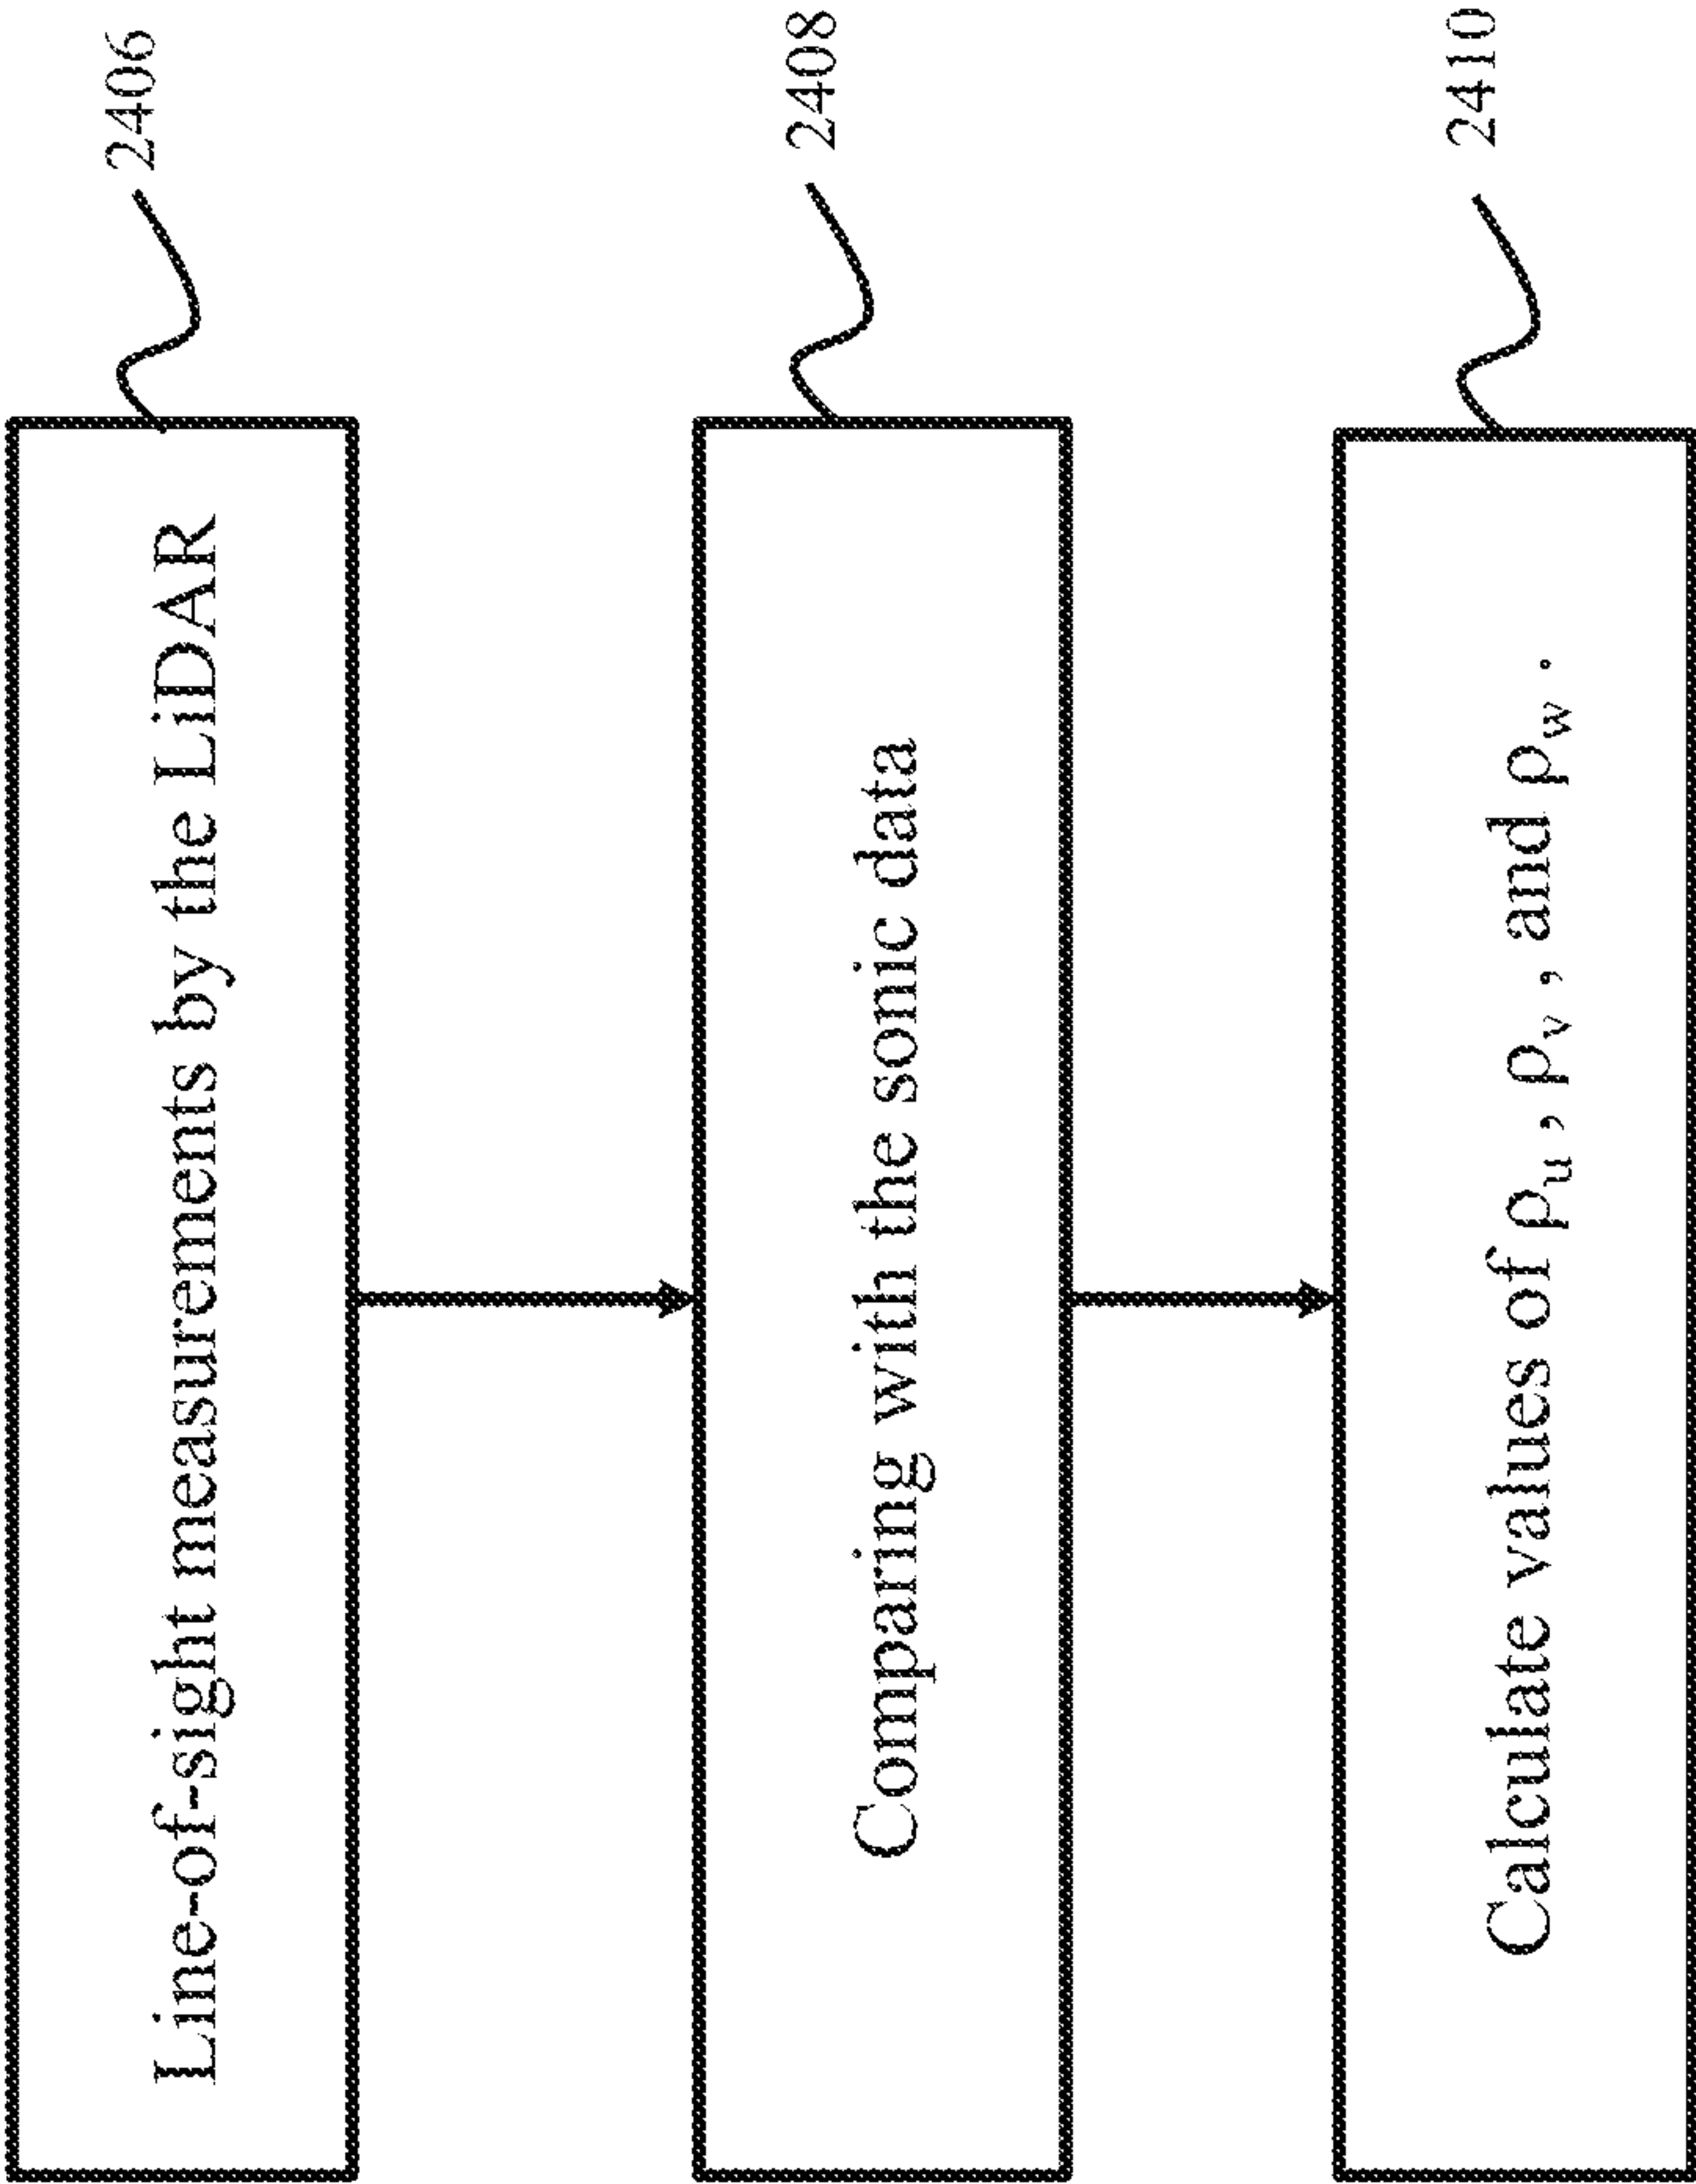 Line-of-sight measurements by the LiDAR
2406
Comparing with the sonic data
2408
Calculate values of ρu , ρv , and ρw .
2410